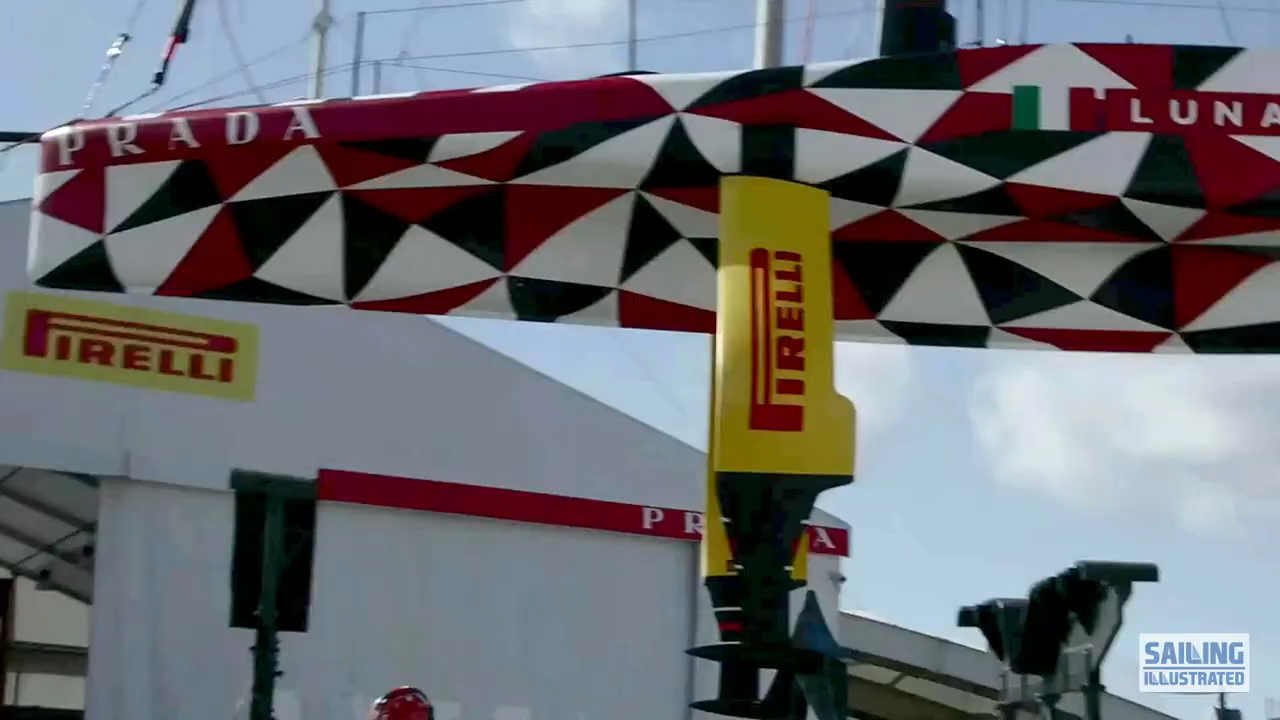 PRADA
LUNA
PIRELLI
PIRELLI
PR A
SAILING
ILLUSTRATED